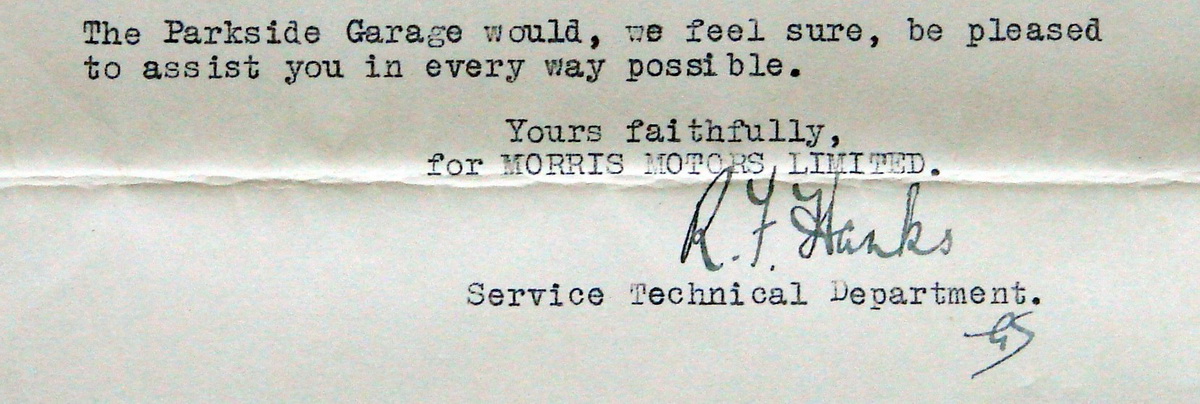 The Parkside Garage would, we feel sure, be pleased
to assist you in every way possible.
Yours faithfully,
for MORRIS MOTORS LIMITED.
R.F. Hanks
Service Technical Department.